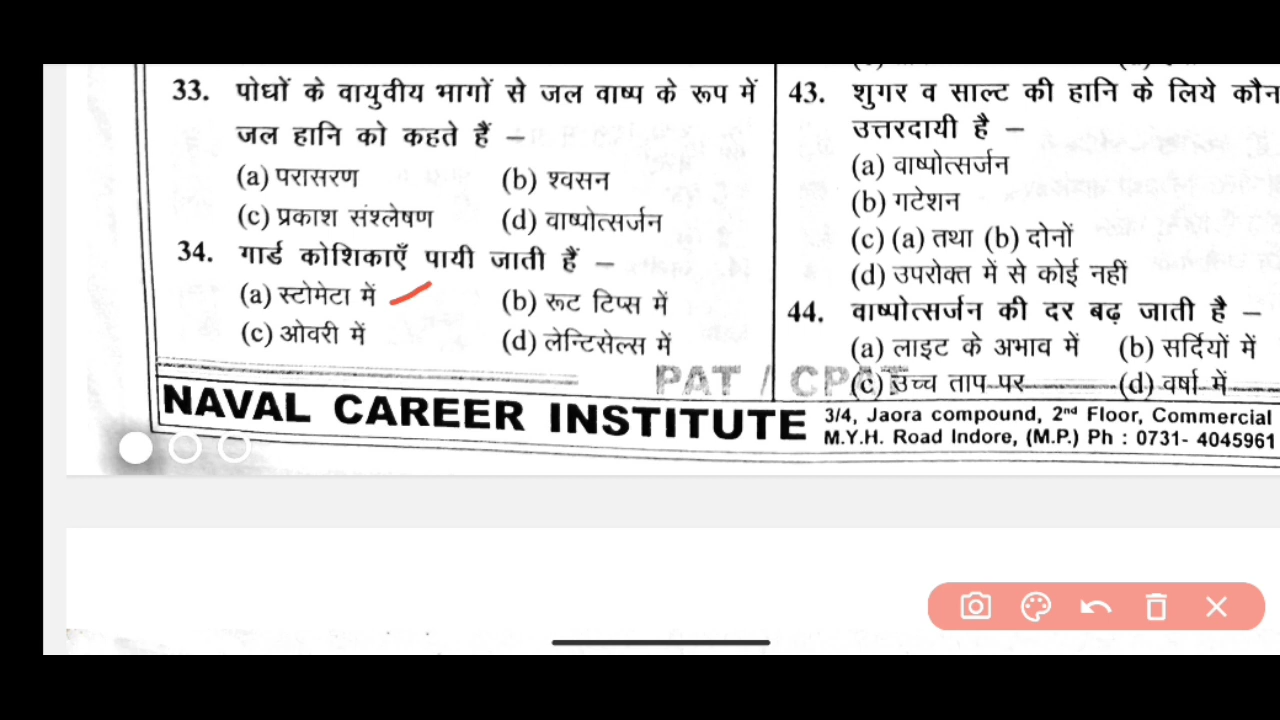 33. पोधों के वायुवीय भागों से जल वाष्प के रूप में
जल हानि को कहते हैं –
(a) परासरण (b) श्वसन
(c) प्रकाश संश्लेषण (d) वाष्पोत्सर्जन
34. गार्ड कोशिकाएँ पायी जाती हैं –
(a) स्टोमेटा में (b) रूट टिप्स में
(c) ओवरी में (d) लेन्टिसेल्स में
43. शुगर व साल्ट की हानि के लिये कौन
उत्तरदायी है –
(a) वाष्पोत्सर्जन
(b) गटेशन
(c) (a) तथा (b) दोनों
(d) उपरोक्त में से कोई नहीं
44. वाष्पोत्सर्जन की दर बढ़ जाती है –
(a) लाइट के अभाव में (b) सर्दियों में
(c) उच्च ताप पर (d) वर्षा में
PAT / CPAT
NAVAL CAREER INSTITUTE
3/4, Jaora compound, 2nd Floor, Commercial
M.Y.H. Road Indore, (M.P.) Ph : 0731- 4045961